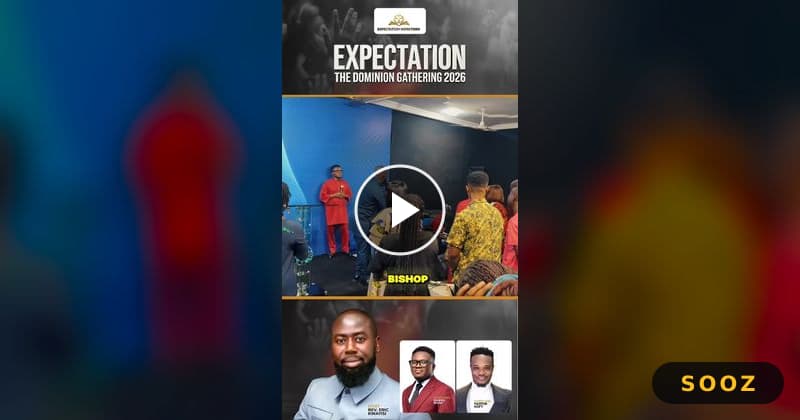 EXPECTATION
THE DOMINION GATHERING 2026
BISHOP
SOOZ